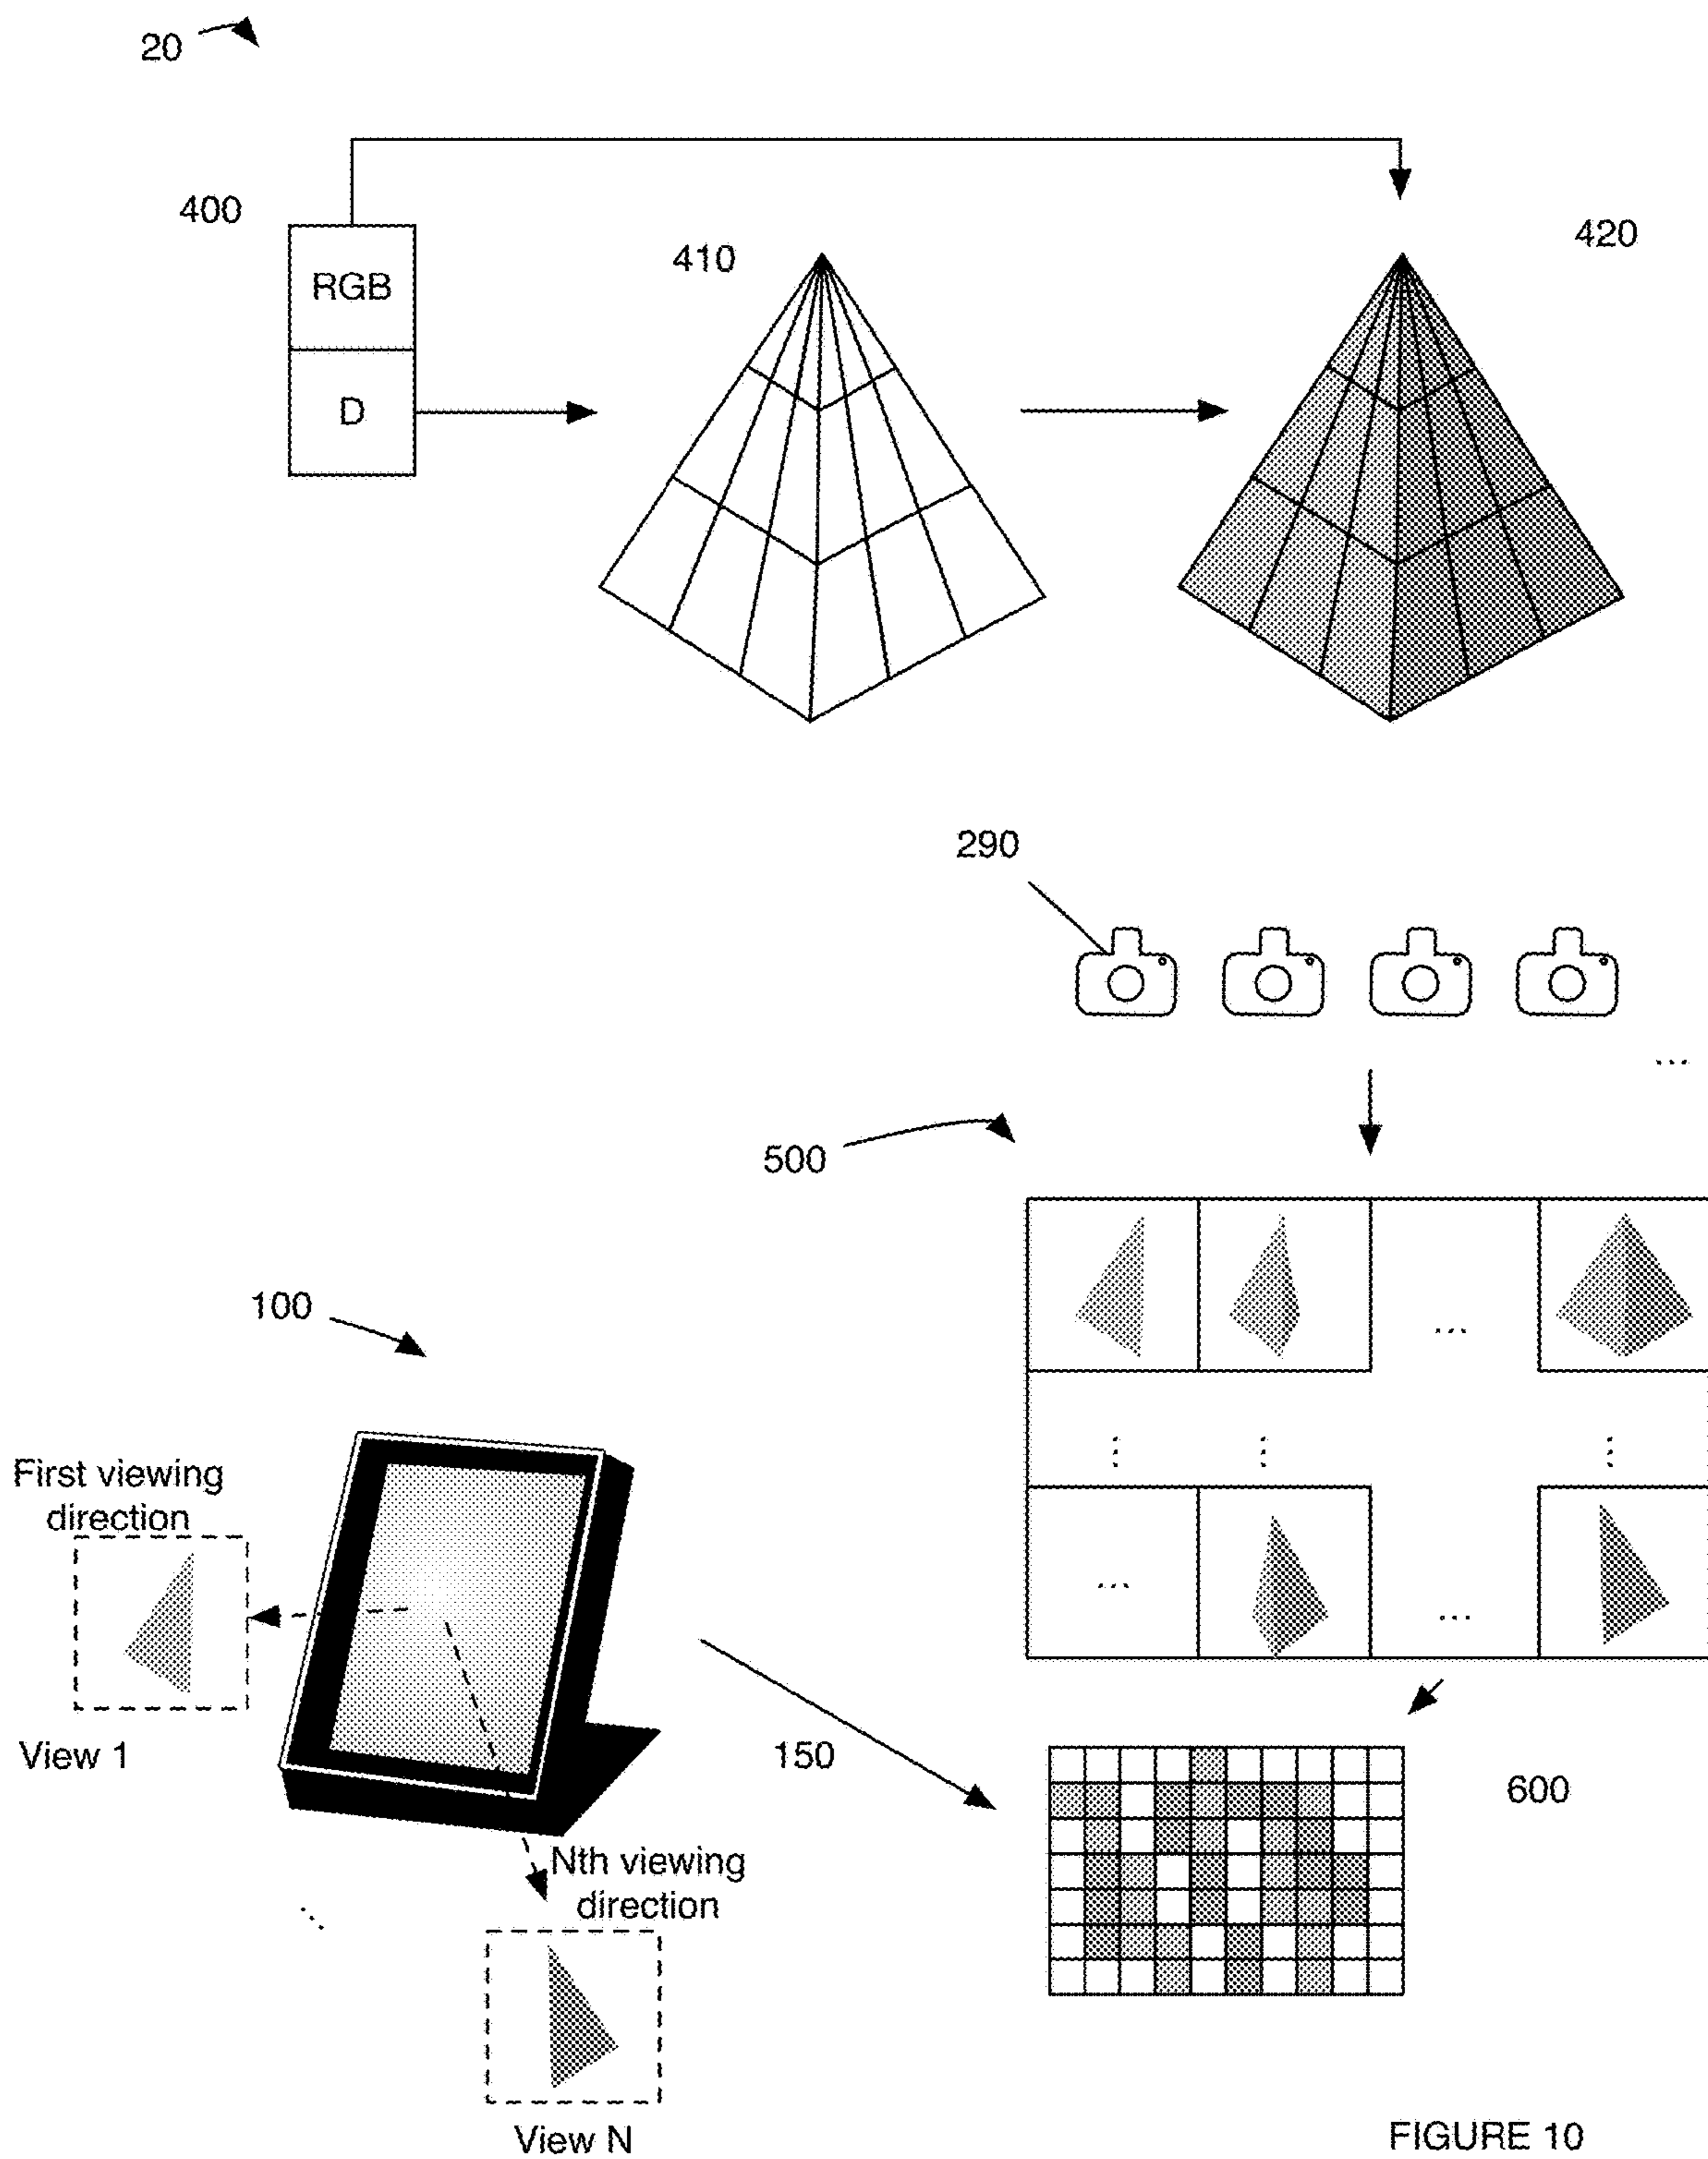 20
400
410
420
RGB
D
290
...
500
100
...
First viewing
direction
...
...
View 1
150
600
Nth viewing
direction
View N
FIGURE 10